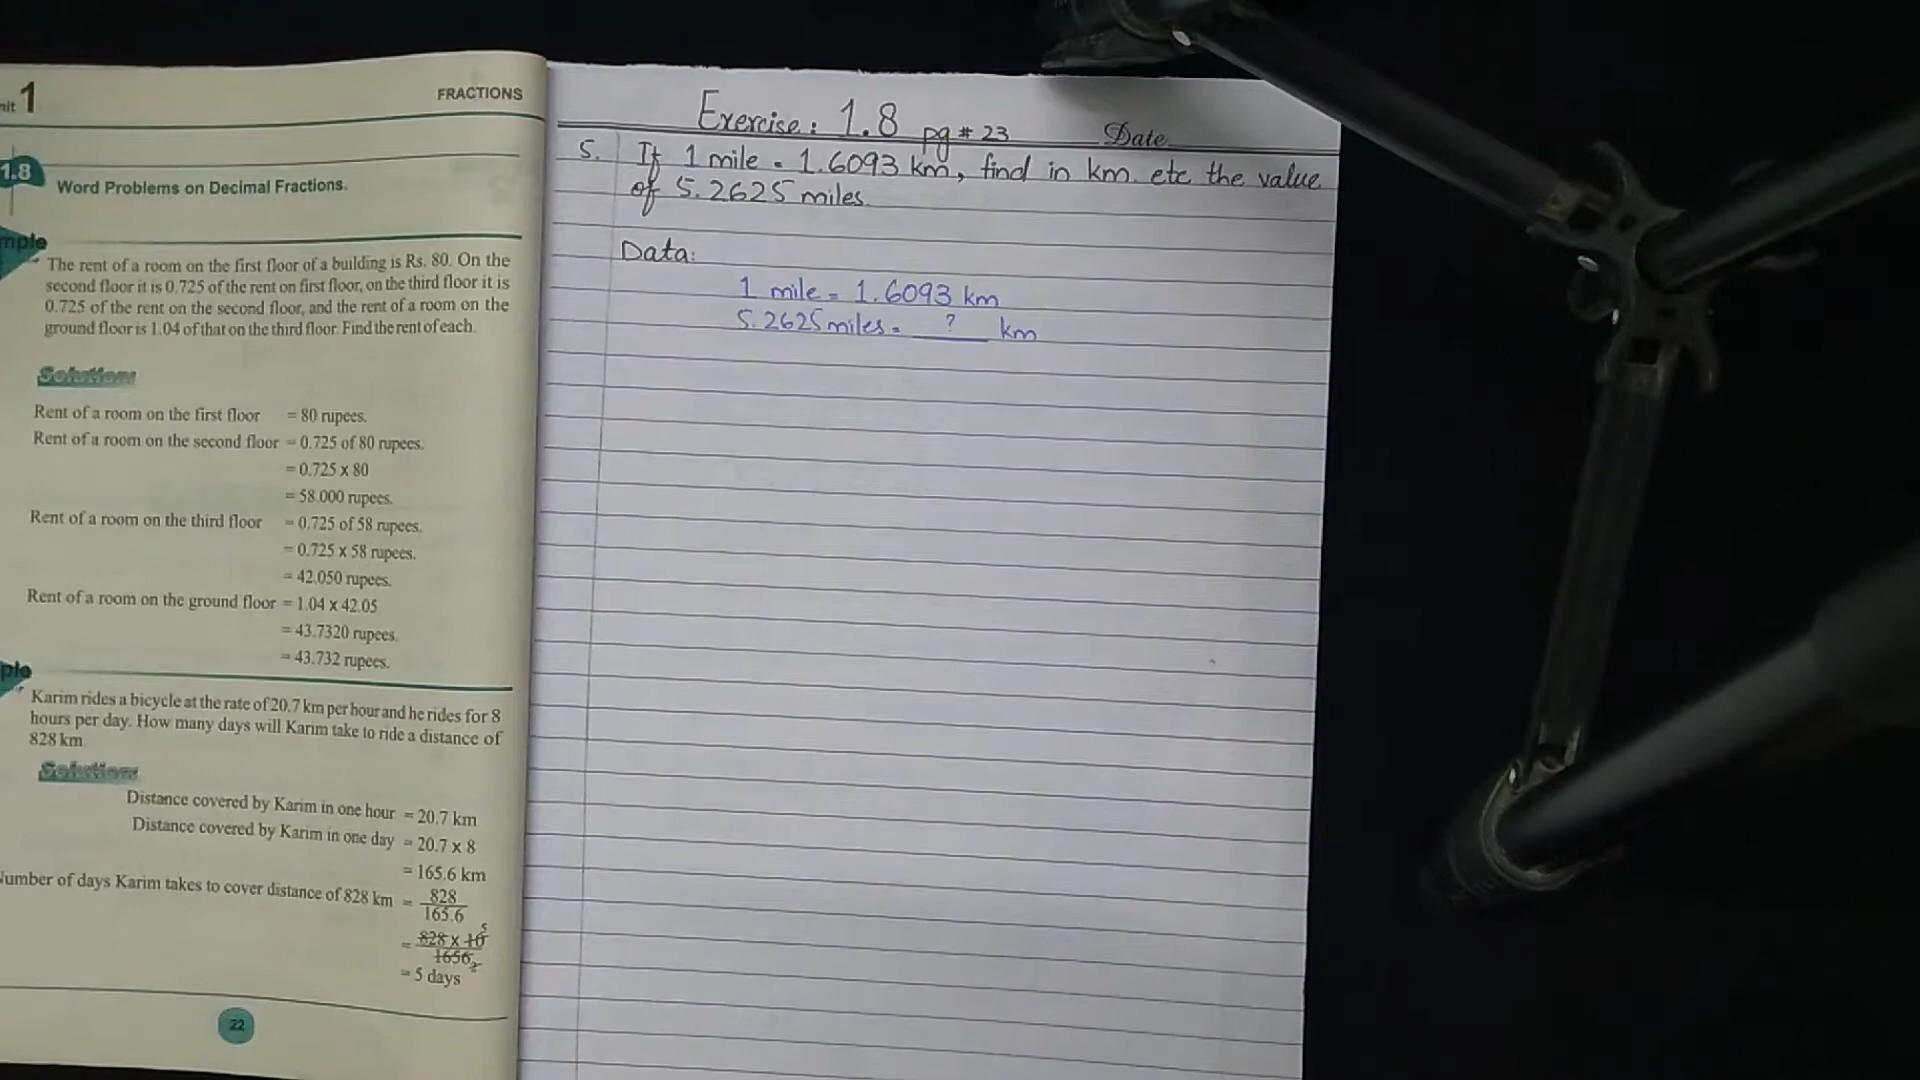 1
FRACTIONS
1.8
Word Problems on Decimal Fractions.
The rent of a room on the first floor of a building is Rs. 80. On the
second floor it is 0.725 of the rent on first floor, on the third floor it is
0.725 of the rent on the second floor, and the rent of a room on the
ground floor is 1.04 of that on the third floor. Find the rent of each.
Solution:
Rent of a room on the first floor = 80 rupees.
Rent of a room on the second floor = 0.725 of 80 rupees.
= 0.725 x 80
= 58.000 rupees.
Rent of a room on the third floor = 0.725 of 58 rupees.
= 0.725 x 58 rupees.
= 42.050 rupees.
Rent of a room on the ground floor = 1.04 x 42.05
= 43.7320 rupees.
= 43.732 rupees.
Karim rides a bicycle at the rate of 20.7 km per hour and he rides for 8
hours per day. How many days will Karim take to ride a distance of
828 km.
Solution:
Distance covered by Karim in one hour = 20.7 km
Distance covered by Karim in one day = 20.7 x 8
= 165.6 km
Number of days Karim takes to cover distance of 828 km = 828
165.6
= 828 x 10 5
1656 2
= 5 days
22
Exercise: 1.8 pg # 23 Date
5. If 1 mile = 1.6093 km, find in km. etc the value
of 5.2625 miles.
Data:
1 mile = 1.6093 km
5.2625 miles = ? km